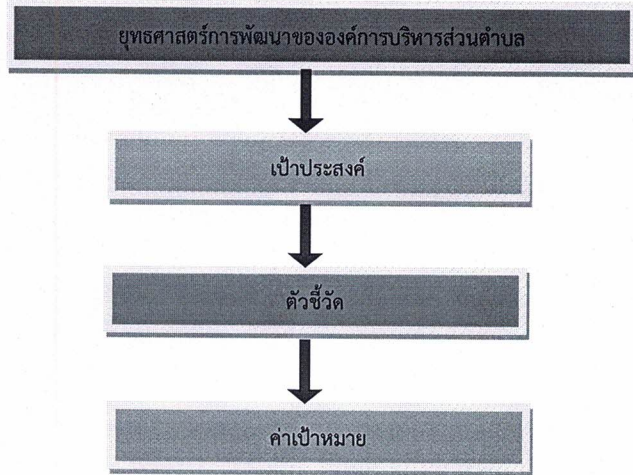 ยุทธศาสตร์การพัฒนาขององค์การบริหารส่วนตำบล
เป้าประสงค์
ตัวชี้วัด
ค่าเป้าหมาย